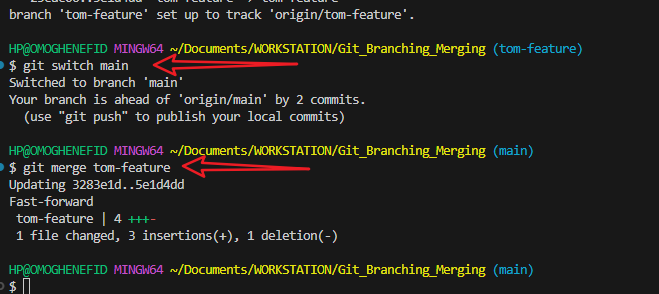 branch 'tom-feature' set up to track 'origin/tom-feature'.
HP@OMOGHENEFID MINGW64 ~/Documents/WORKSTATION/Git_Branching_Merging (tom-feature)
$ git switch main
Switched to branch 'main'
Your branch is ahead of 'origin/main' by 2 commits.
(use "git push" to publish your local commits)
HP@OMOGHENEFID MINGW64 ~/Documents/WORKSTATION/Git_Branching_Merging (main)
$ git merge tom-feature
Updating 3283e1d..5e1d4dd
Fast-forward
tom-feature | 4 +++-
1 file changed, 3 insertions(+), 1 deletion(-)
HP@OMOGHENEFID MINGW64 ~/Documents/WORKSTATION/Git_Branching_Merging (main)
$